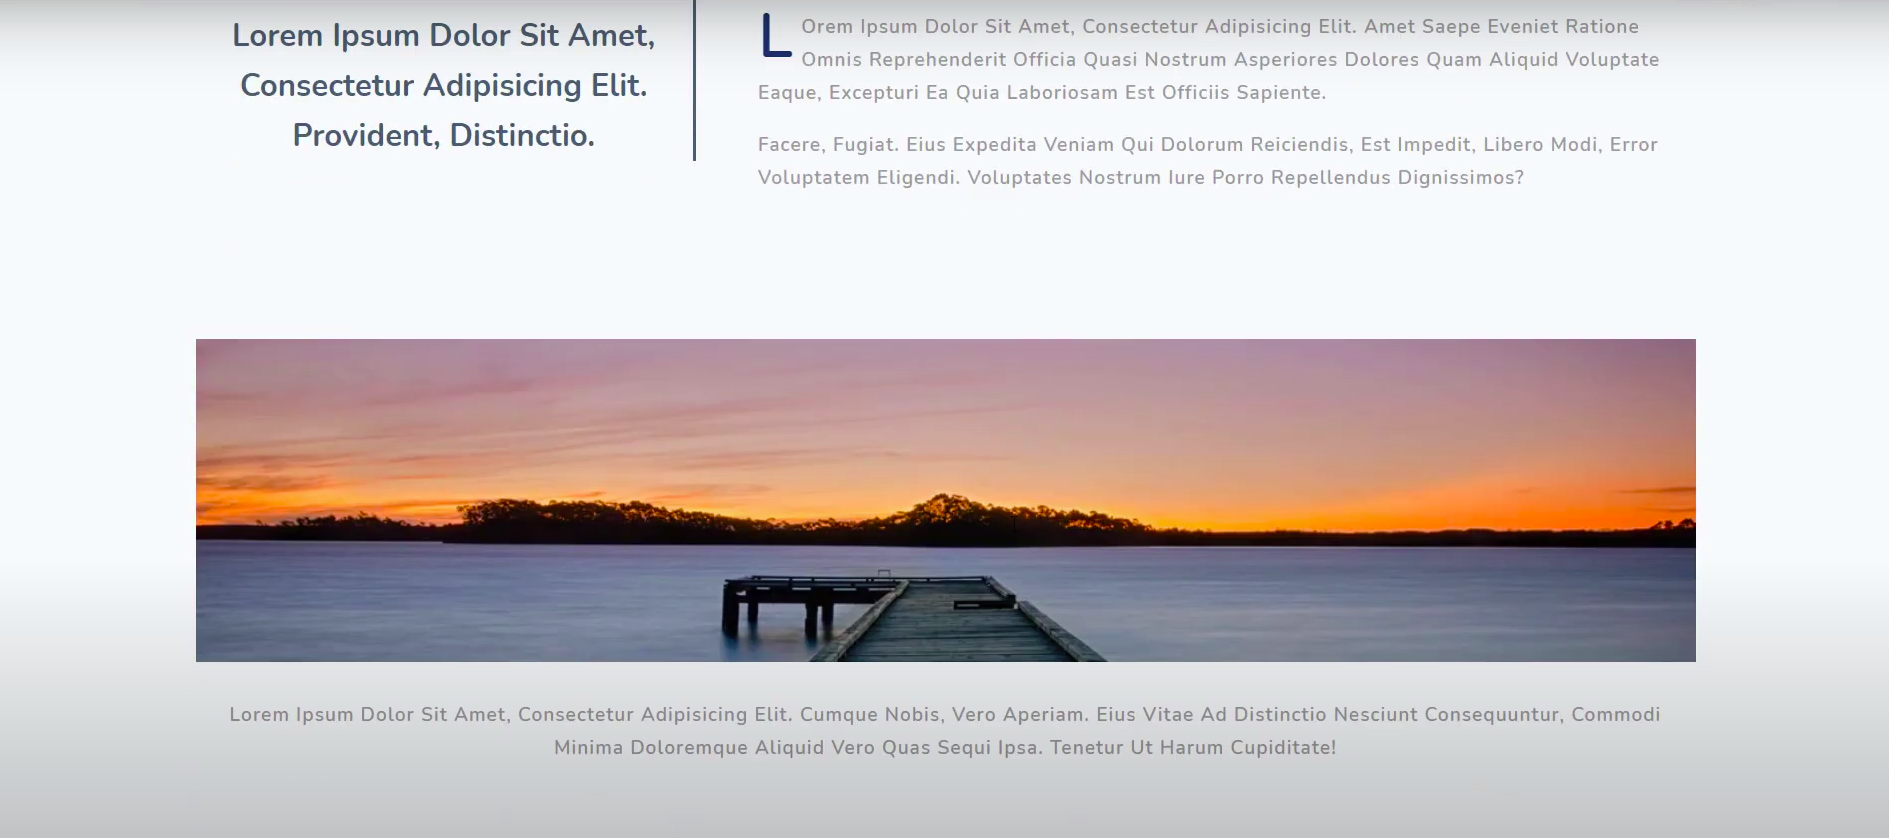 Lorem Ipsum Dolor Sit Amet,
Consectetur Adipisicing Elit.
Provident, Distinctio.
LOrem Ipsum Dolor Sit Amet, Consectetur Adipisicing Elit. Amet Saepe Eveniet Ratione
Omnis Reprehenderit Officia Quasi Nostrum Asperiores Dolores Quam Aliquid Voluptate
Eaque, Excepturi Ea Quia Laboriosam Est Officiis Sapiente.
Facere, Fugiat. Eius Expedita Veniam Qui Dolorum Reiciendis, Est Impedit, Libero Modi, Error
Voluptatem Eligendi. Voluptates Nostrum Iure Porro Repellendus Dignissimos?
Lorem Ipsum Dolor Sit Amet, Consectetur Adipisicing Elit. Cumque Nobis, Vero Aperiam. Eius Vitae Ad Distinctio Nesciunt Consequuntur, Commodi
Minima Doloremque Aliquid Vero Quas Sequi Ipsa. Tenetur Ut Harum Cupiditate!